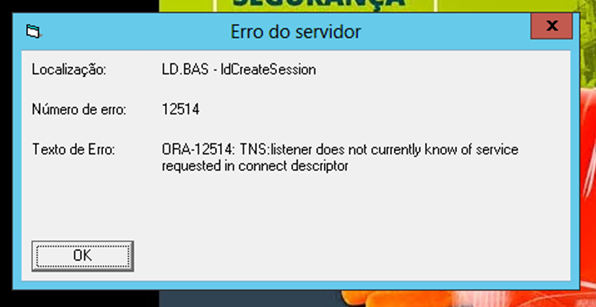 SEGURANÇA
Erro do servidor
x
Localização: LD.BAS - ldCreateSession
Número de erro: 12514
Texto de Erro: ORA-12514: TNS:listener does not currently know of service
requested in connect descriptor
OK